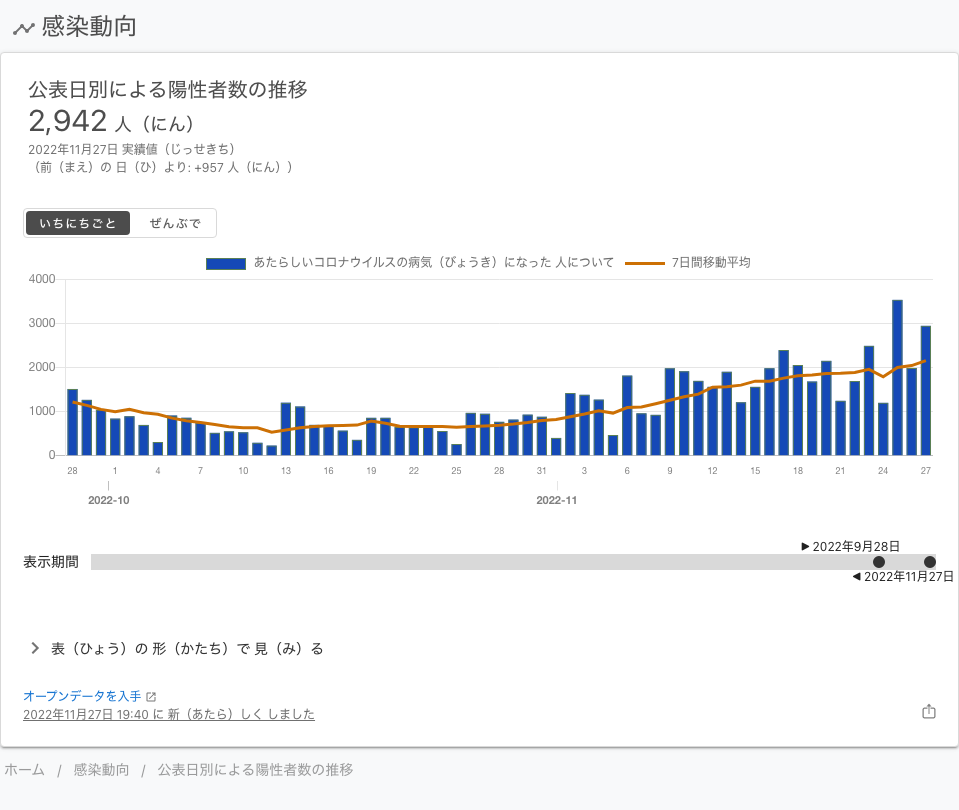 感染動向
公表日別による陽性者数の推移
2,942 人（にん）
2022年11月27日 実績値（じっせきち）
（前（まえ）の 日（ひ）より: +957 人（にん））
いちにちごと ぜんぶで
あたらしいコロナウイルスの病気（びょうき）になった 人について 7日間移動平均
4000
3000
2000
1000
0
28 1 4 7 10 13 16 19 22 25 28 31 3 6 9 12 15 18 21 24 27
2022-10 2022-11
▶ 2022年9月28日
表示期間
◀ 2022年11月27日
表（ひょう）の 形（かたち）で 見（み）る
オープンデータを入手
2022年11月27日 19:40 に 新（あたら）しく しました
ホーム / 感染動向 / 公表日別による陽性者数の推移